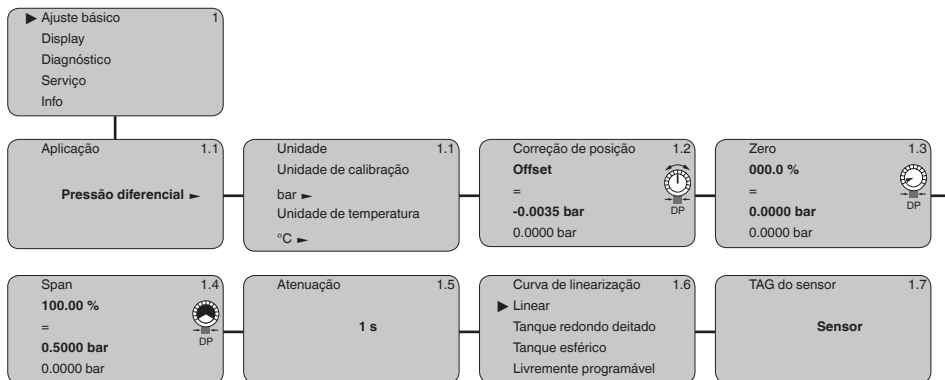 ▶ Ajuste básico 1
Display
Diagnóstico
Serviço
Info
Aplicação 1.1
Pressão diferencial ►
Unidade 1.1
Unidade de calibração
bar ►
Unidade de temperatura
°C ►
Correção de posição 1.2
Offset
=
-0.0035 bar
0.0000 bar
DP
Zero 1.3
000.0 %
=
0.0000 bar
0.0000 bar
DP
Span 1.4
100.00 %
=
0.5000 bar
0.0000 bar
DP
Atenuação 1.5
1 s
Curva de linearização 1.6
▶ Linear
Tanque redondo deitado
Tanque esférico
Livremente programável
TAG do sensor 1.7
Sensor